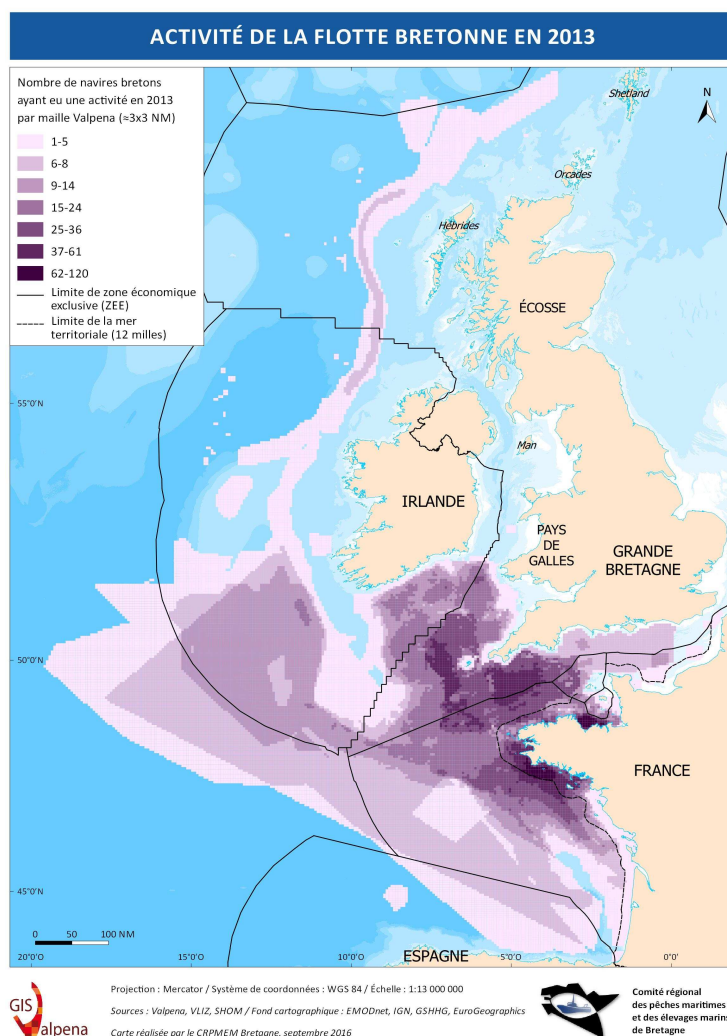 ACTIVITÉ DE LA FLOTTE BRETONNE EN 2013
Nombre de navires bretons
ayant eu une activité en 2013
par maille Valpena (≈3x3 NM)
1-5
6-8
9-14
15-24
25-36
37-61
62-120
Limite de zone économique
exclusive (ZEE)
Limite de la mer
territoriale (12 milles)
Shetland
N
Orcades
Hébrides
ÉCOSSE
55°0'N
Man
IRLANDE
PAYS
DE
GALLES
GRANDE
BRETAGNE
50°0'N
FRANCE
45°0'N
0 50 100 NM
ESPAGNE
20°0'O 15°0'O 10°0'O 5°0'O 0°0'
GIS
Valpena
Projection : Mercator / Système de coordonnées : WGS 84 / Échelle : 1:13 000 000
Sources : Valpena, VLIZ, SHOM / Fond cartographique : EMODnet, IGN, GSHHG, EuroGeographics
Carte réalisée par le CRPMEM Bretagne, septembre 2016
Comité régional
des pêches maritimes
et des élevages marins
de Bretagne